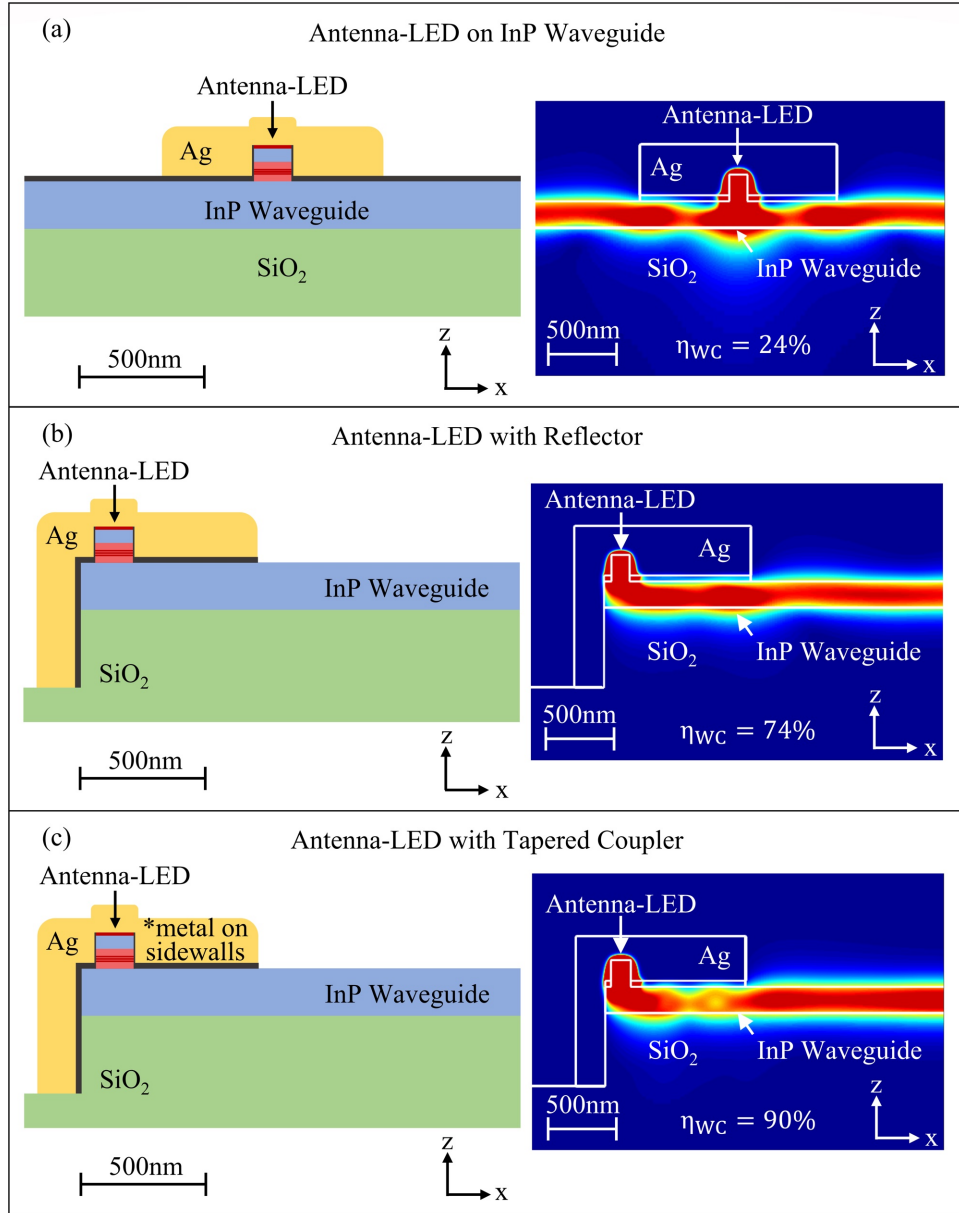 (a)
Antenna-LED on InP Waveguide
Antenna-LED
Ag
InP Waveguide
SiO₂
500nm
z
x
Antenna-LED
Ag
SiO₂
InP Waveguide
500nm
η_WC = 24%
z
x
(b)
Antenna-LED with Reflector
Antenna-LED
Ag
InP Waveguide
SiO₂
500nm
z
x
Antenna-LED
Ag
SiO₂
InP Waveguide
500nm
η_WC = 74%
z
x
(c)
Antenna-LED with Tapered Coupler
Antenna-LED
Ag
*metal on
sidewalls
InP Waveguide
SiO₂
500nm
z
x
Antenna-LED
Ag
SiO₂
InP Waveguide
500nm
η_WC = 90%
z
x